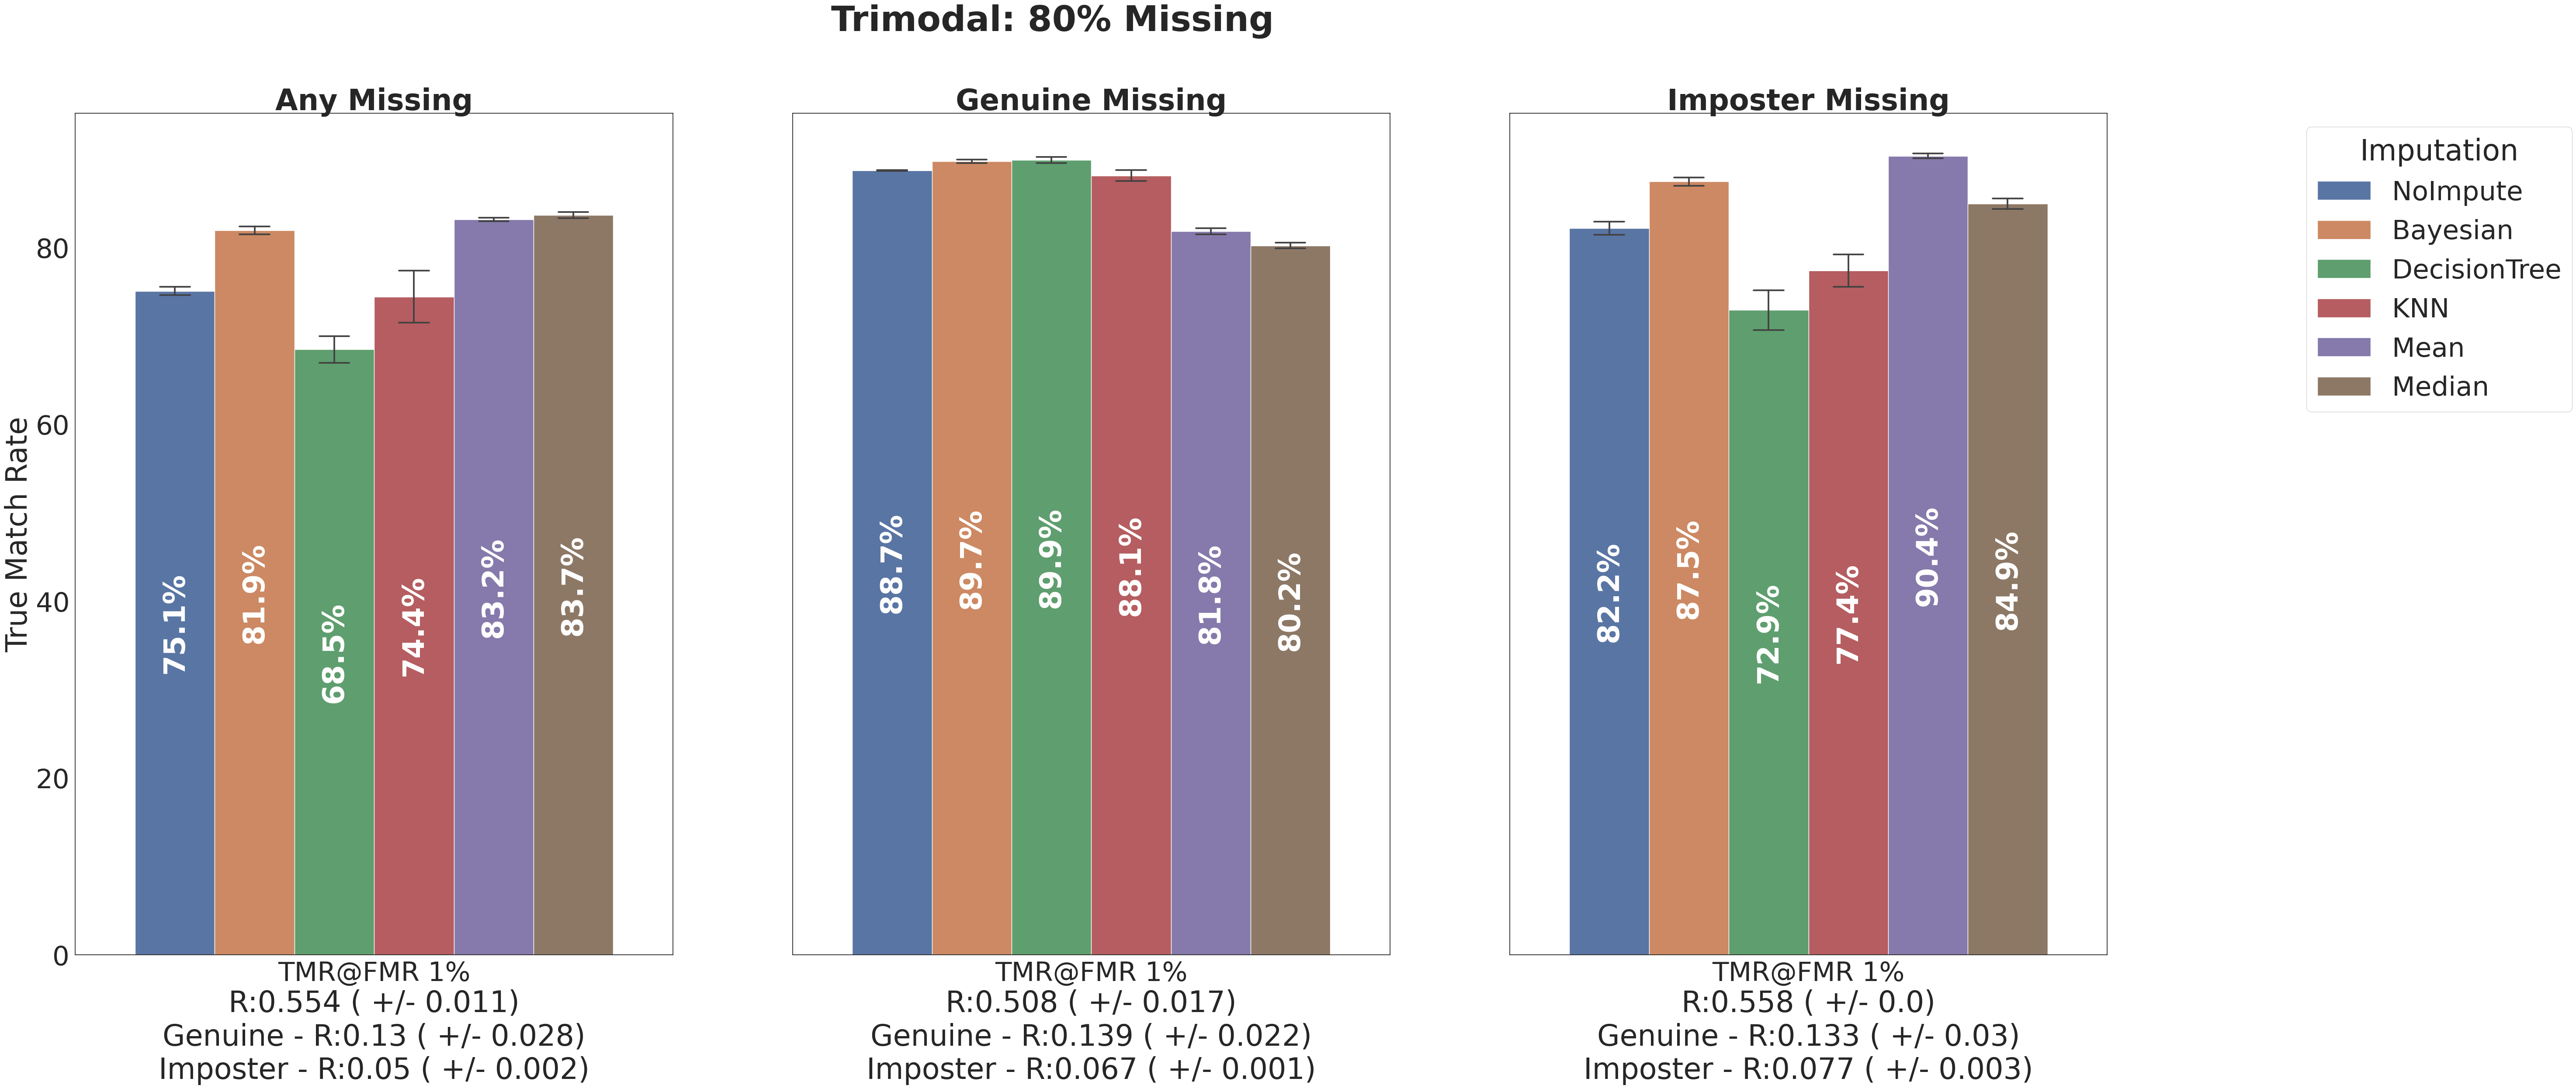 Trimodal: 80% Missing
Any Missing
Genuine Missing
Imposter Missing
True Match Rate
80
60
40
20
0
75.1%
81.9%
68.5%
74.4%
83.2%
83.7%
88.7%
89.7%
89.9%
88.1%
81.8%
80.2%
82.2%
87.5%
72.9%
77.4%
90.4%
84.9%
TMR@FMR 1%
R:0.554 ( +/- 0.011)
Genuine - R:0.13 ( +/- 0.028)
Imposter - R:0.05 ( +/- 0.002)
TMR@FMR 1%
R:0.508 ( +/- 0.017)
Genuine - R:0.139 ( +/- 0.022)
Imposter - R:0.067 ( +/- 0.001)
TMR@FMR 1%
R:0.558 ( +/- 0.0)
Genuine - R:0.133 ( +/- 0.03)
Imposter - R:0.077 ( +/- 0.003)
Imputation
NoImpute
Bayesian
DecisionTree
KNN
Mean
Median